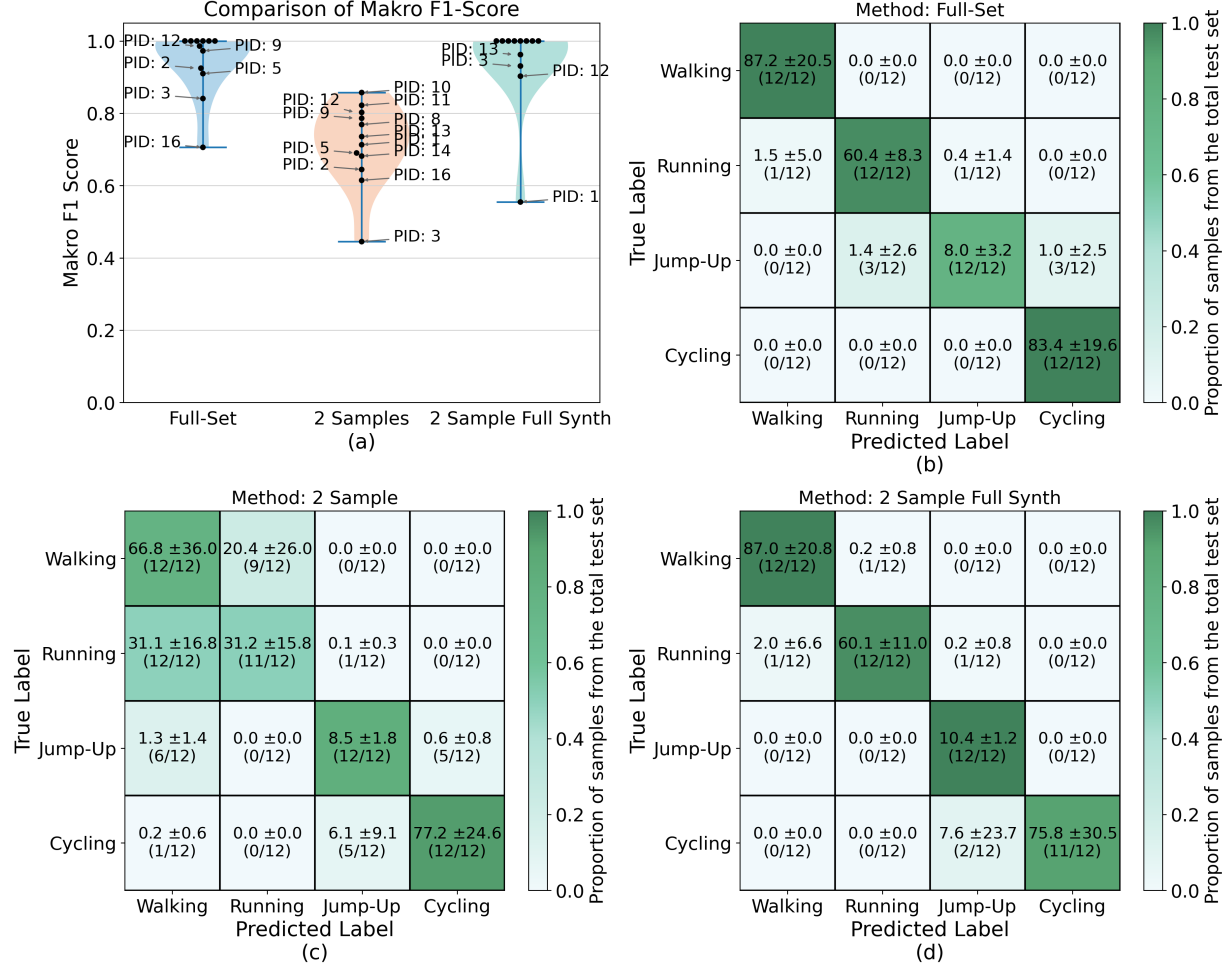 Comparison of Makro F1-Score
Makro F1 Score
1.0
0.8
0.6
0.4
0.2
0.0
PID: 12
PID: 9
PID: 2
PID: 5
PID: 3
PID: 16
PID: 10
PID: 12
PID: 11
PID: 9
PID: 8
PID: 13
PID: 1
PID: 5
PID: 14
PID: 2
PID: 16
PID: 3
PID: 13
PID: 3
PID: 12
PID: 1
Full-Set
2 Samples
2 Sample Full Synth
(a)
Method: Full-Set
True Label
Walking
87.2 ±20.5
(12/12)
0.0 ±0.0
(0/12)
0.0 ±0.0
(0/12)
0.0 ±0.0
(0/12)
Running
1.5 ±5.0
(1/12)
60.4 ±8.3
(12/12)
0.4 ±1.4
(1/12)
0.0 ±0.0
(0/12)
Jump-Up
0.0 ±0.0
(0/12)
1.4 ±2.6
(3/12)
8.0 ±3.2
(12/12)
1.0 ±2.5
(3/12)
Cycling
0.0 ±0.0
(0/12)
0.0 ±0.0
(0/12)
0.0 ±0.0
(0/12)
83.4 ±19.6
(12/12)
Walking
Running
Jump-Up
Cycling
Predicted Label
(b)
1.0
0.8
0.6
0.4
0.2
0.0
Proportion of samples from the total test set
Method: 2 Sample
True Label
Walking
66.8 ±36.0
(12/12)
20.4 ±26.0
(9/12)
0.0 ±0.0
(0/12)
0.0 ±0.0
(0/12)
Running
31.1 ±16.8
(12/12)
31.2 ±15.8
(11/12)
0.1 ±0.3
(1/12)
0.0 ±0.0
(0/12)
Jump-Up
1.3 ±1.4
(6/12)
0.0 ±0.0
(0/12)
8.5 ±1.8
(12/12)
0.6 ±0.8
(5/12)
Cycling
0.2 ±0.6
(1/12)
0.0 ±0.0
(0/12)
6.1 ±9.1
(5/12)
77.2 ±24.6
(12/12)
Walking
Running
Jump-Up
Cycling
Predicted Label
(c)
1.0
0.8
0.6
0.4
0.2
0.0
Proportion of samples from the total test set
Method: 2 Sample Full Synth
True Label
Walking
87.0 ±20.8
(12/12)
0.2 ±0.8
(1/12)
0.0 ±0.0
(0/12)
0.0 ±0.0
(0/12)
Running
2.0 ±6.6
(1/12)
60.1 ±11.0
(12/12)
0.2 ±0.8
(1/12)
0.0 ±0.0
(0/12)
Jump-Up
0.0 ±0.0
(0/12)
0.0 ±0.0
(0/12)
10.4 ±1.2
(12/12)
0.0 ±0.0
(0/12)
Cycling
0.0 ±0.0
(0/12)
0.0 ±0.0
(0/12)
7.6 ±23.7
(2/12)
75.8 ±30.5
(11/12)
Walking
Running
Jump-Up
Cycling
Predicted Label
(d)
1.0
0.8
0.6
0.4
0.2
0.0
Proportion of samples from the total test set